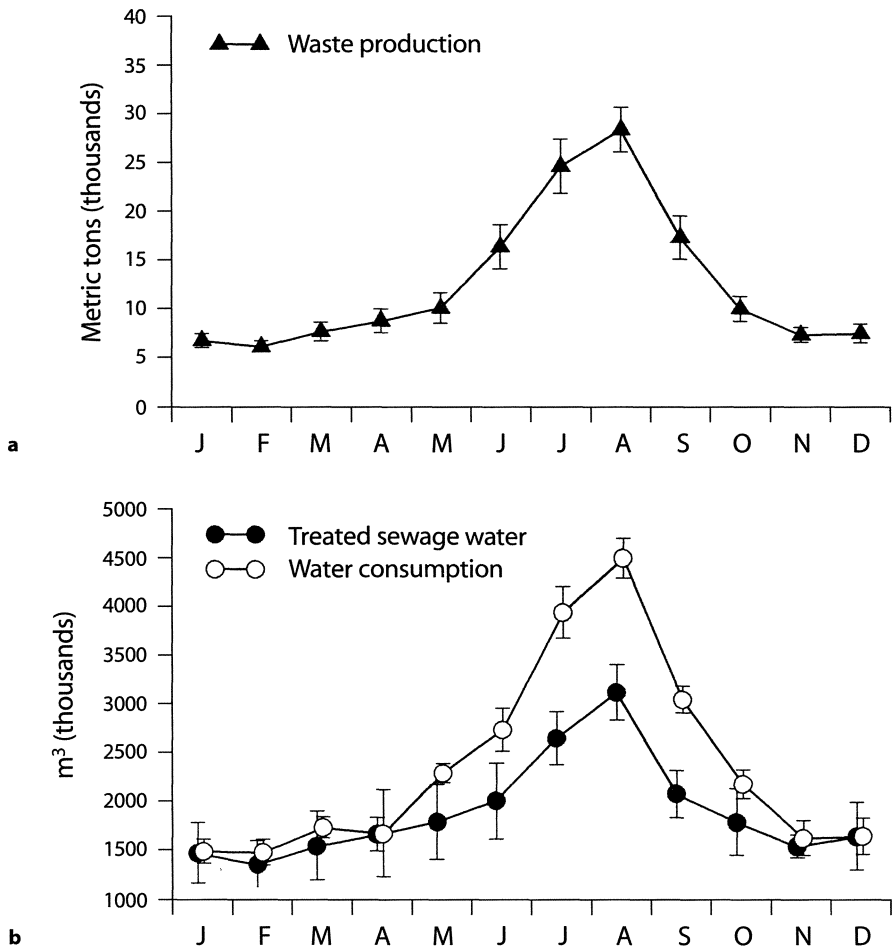 40
Waste production
35
30
25
20
15
10
5
0
Metric tons (thousands)
J F M A M J J A S O N D
a
5000
Treated sewage water
4500
Water consumption
4000
3500
3000
2500
2000
1500
1000
m³ (thousands)
J F M A M J J A S O N D
b